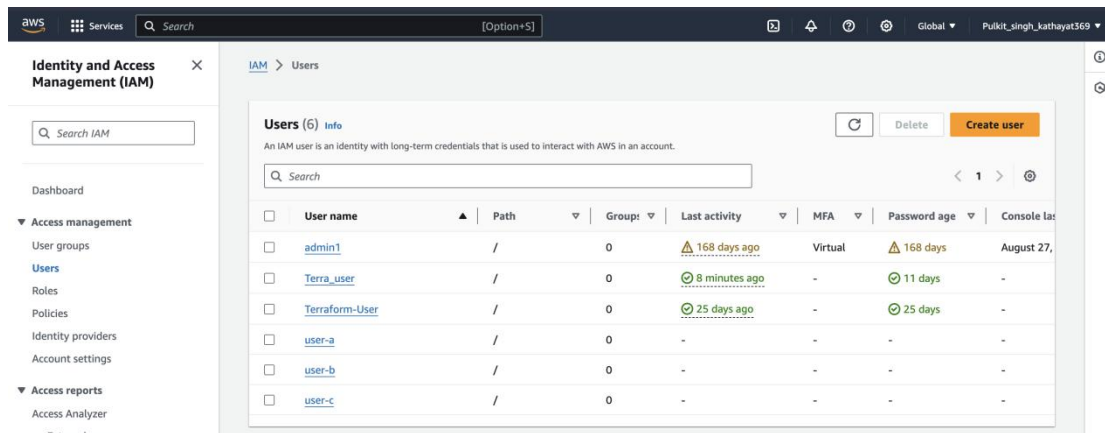 aws Services Search [Option+S] Global Pulkit_singh_kathayat369
Identity and Access
Management (IAM)
Search IAM
Dashboard
Access management
User groups
Users
Roles
Policies
Identity providers
Account settings
Access reports
Access Analyzer
IAM > Users
Users (6) Info
Delete Create user
An IAM user is an identity with long-term credentials that is used to interact with AWS in an account.
Search
1
User name Path Group: Last activity MFA Password age Console las
admin1 / 0 168 days ago Virtual 168 days August 27,
Terra_user / 0 8 minutes ago - 11 days -
Terraform-User / 0 25 days ago - 25 days -
user-a / 0 - - - -
user-b / 0 - - - -
user-c / 0 - - - -